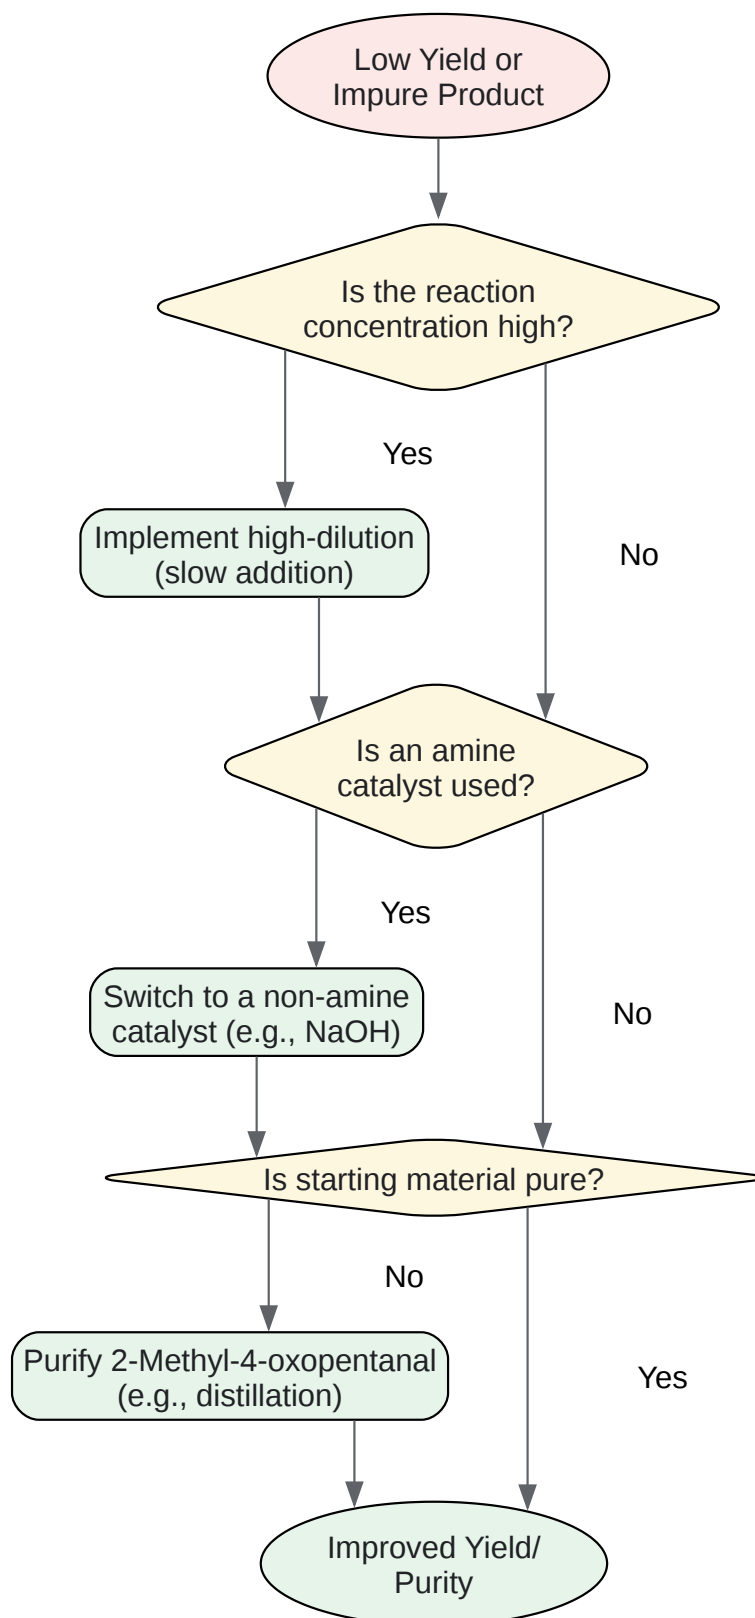 Low Yield or
Impure Product
Is the reaction
concentration high?
Yes
Implement high-dilution
(slow addition)
No
Is an amine
catalyst used?
Yes
Switch to a non-amine
catalyst (e.g., NaOH)
No
Is starting material pure?
No
Purify 2-Methyl-4-oxopentanal
(e.g., distillation)
Yes
Improved Yield/
Purity